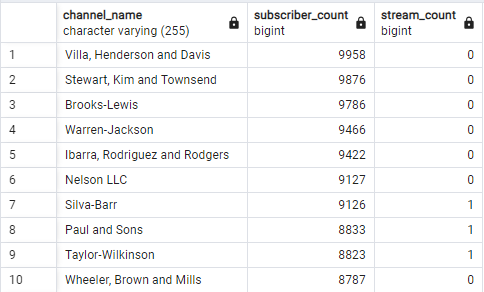 channel_name subscriber_count stream_count
character varying (255) bigint bigint
1 Villa, Henderson and Davis 9958 0
2 Stewart, Kim and Townsend 9876 0
3 Brooks-Lewis 9786 0
4 Warren-Jackson 9466 0
5 Ibarra, Rodriguez and Rodgers 9422 0
6 Nelson LLC 9127 0
7 Silva-Barr 9126 1
8 Paul and Sons 8833 1
9 Taylor-Wilkinson 8823 1
10 Wheeler, Brown and Mills 8787 0